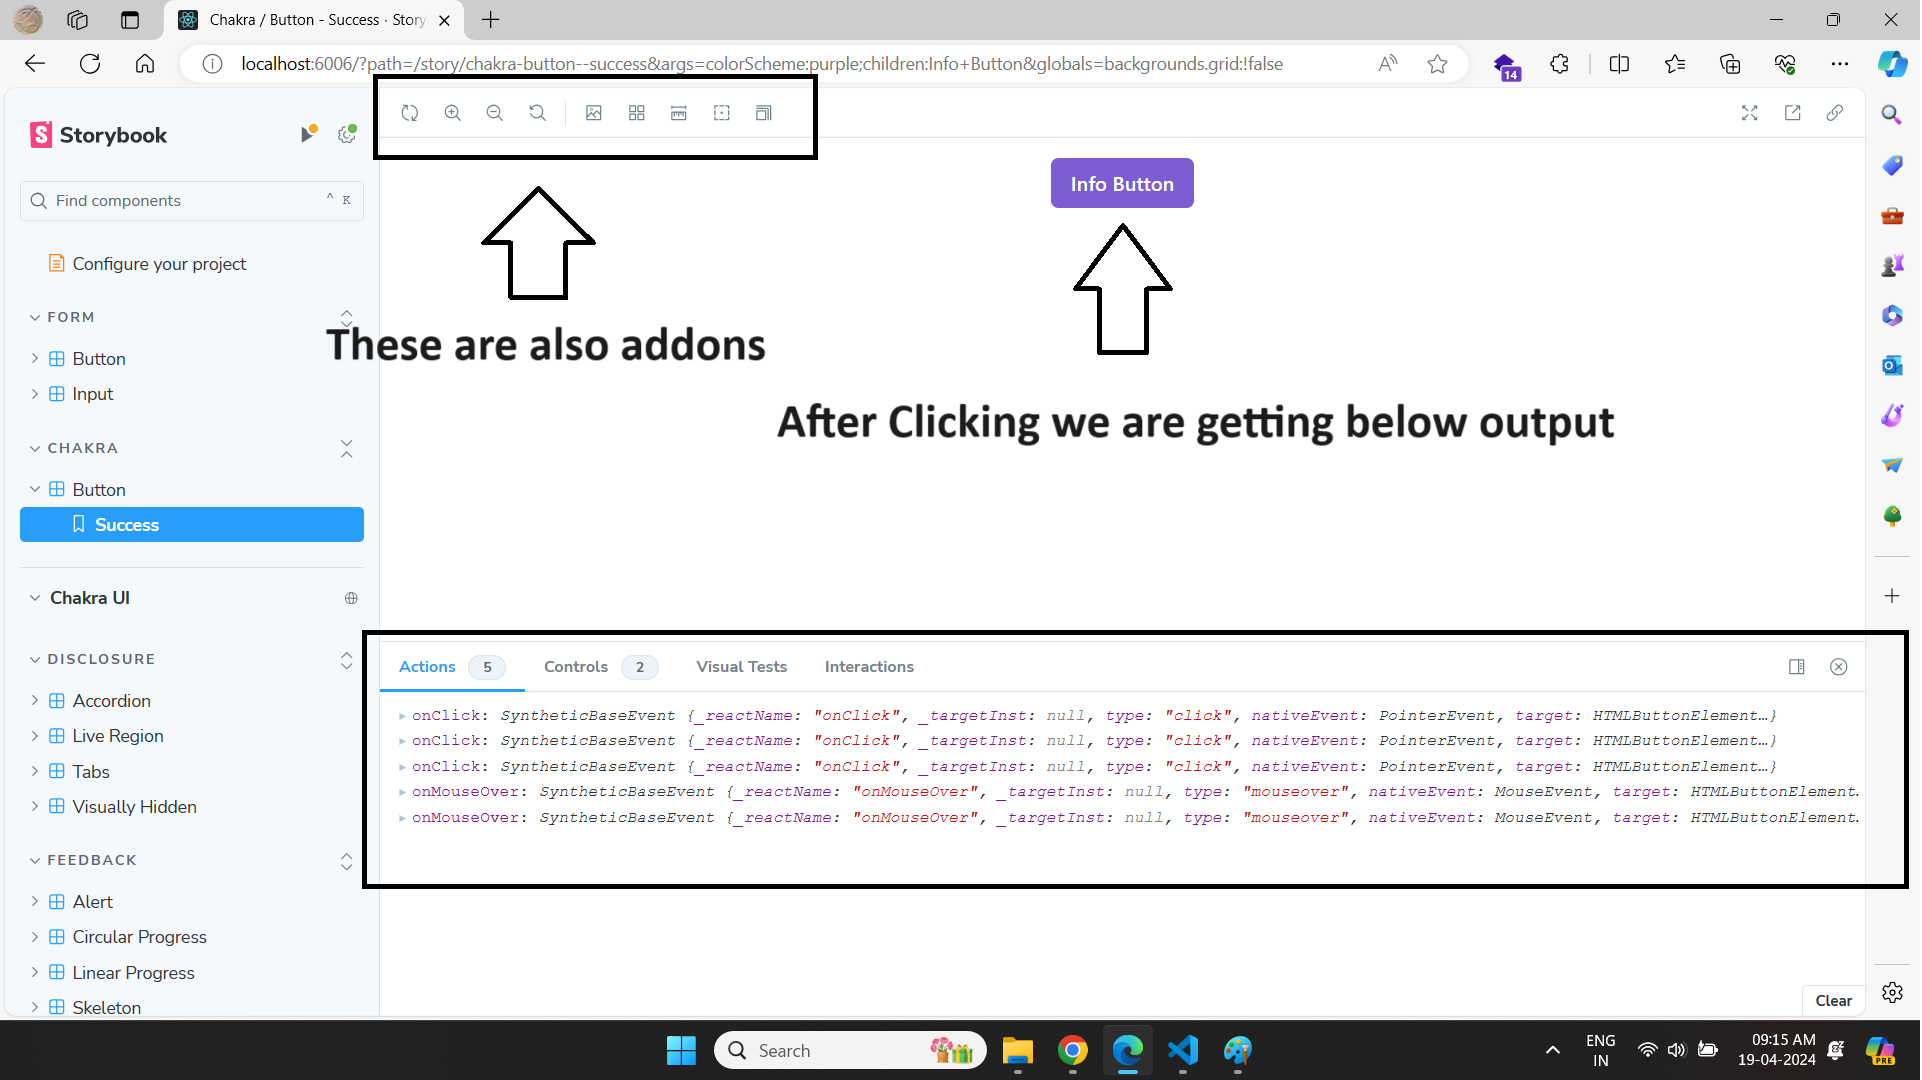 Chakra / Button - Success · Story
localhost:6006/?path=/story/chakra-button--success&args=colorScheme:purple;children:Info+Button&globals=backgrounds.grid:!false
14
Storybook
Find components
^ K
Configure your project
FORM
Button
Input
CHAKRA
Button
Success
Chakra UI
DISCLOSURE
Accordion
Live Region
Tabs
Visually Hidden
FEEDBACK
Alert
Circular Progress
Linear Progress
Skeleton
Info Button
These are also addons
After Clicking we are getting below output
Actions 5 Controls 2 Visual Tests Interactions
onClick: SyntheticBaseEvent {_reactName: "onClick", _targetInst: null, type: "click", nativeEvent: PointerEvent, target: HTMLButtonElement…}
onClick: SyntheticBaseEvent {_reactName: "onClick", _targetInst: null, type: "click", nativeEvent: PointerEvent, target: HTMLButtonElement…}
onClick: SyntheticBaseEvent {_reactName: "onClick", _targetInst: null, type: "click", nativeEvent: PointerEvent, target: HTMLButtonElement…}
onMouseOver: SyntheticBaseEvent {_reactName: "onMouseOver", _targetInst: null, type: "mouseover", nativeEvent: MouseEvent, target: HTMLButtonElement.
onMouseOver: SyntheticBaseEvent {_reactName: "onMouseOver", _targetInst: null, type: "mouseover", nativeEvent: MouseEvent, target: HTMLButtonElement.
Clear
Search
ENG
IN
09:15 AM
19-04-2024
PRE